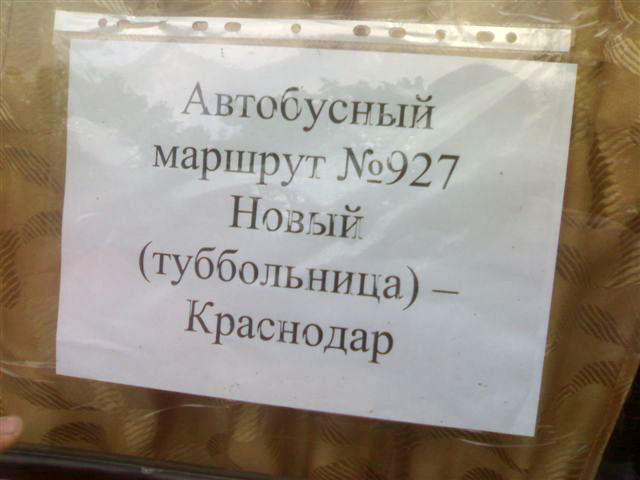 Автобусный
маршрут №927
Новый
(туббольница) –
Краснодар